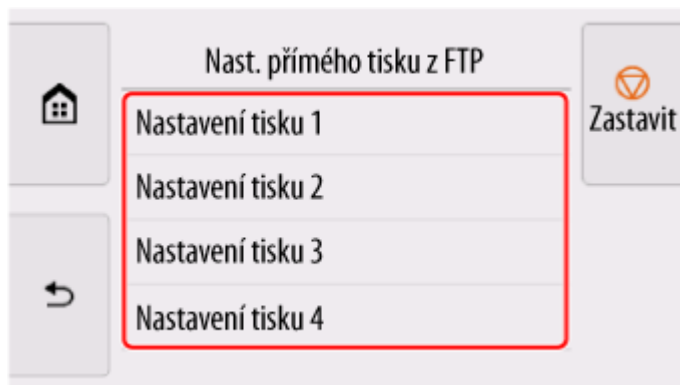 Nast. přímého tisku z FTP
Zastavit
Nastavení tisku 1
Nastavení tisku 2
Nastavení tisku 3
Nastavení tisku 4